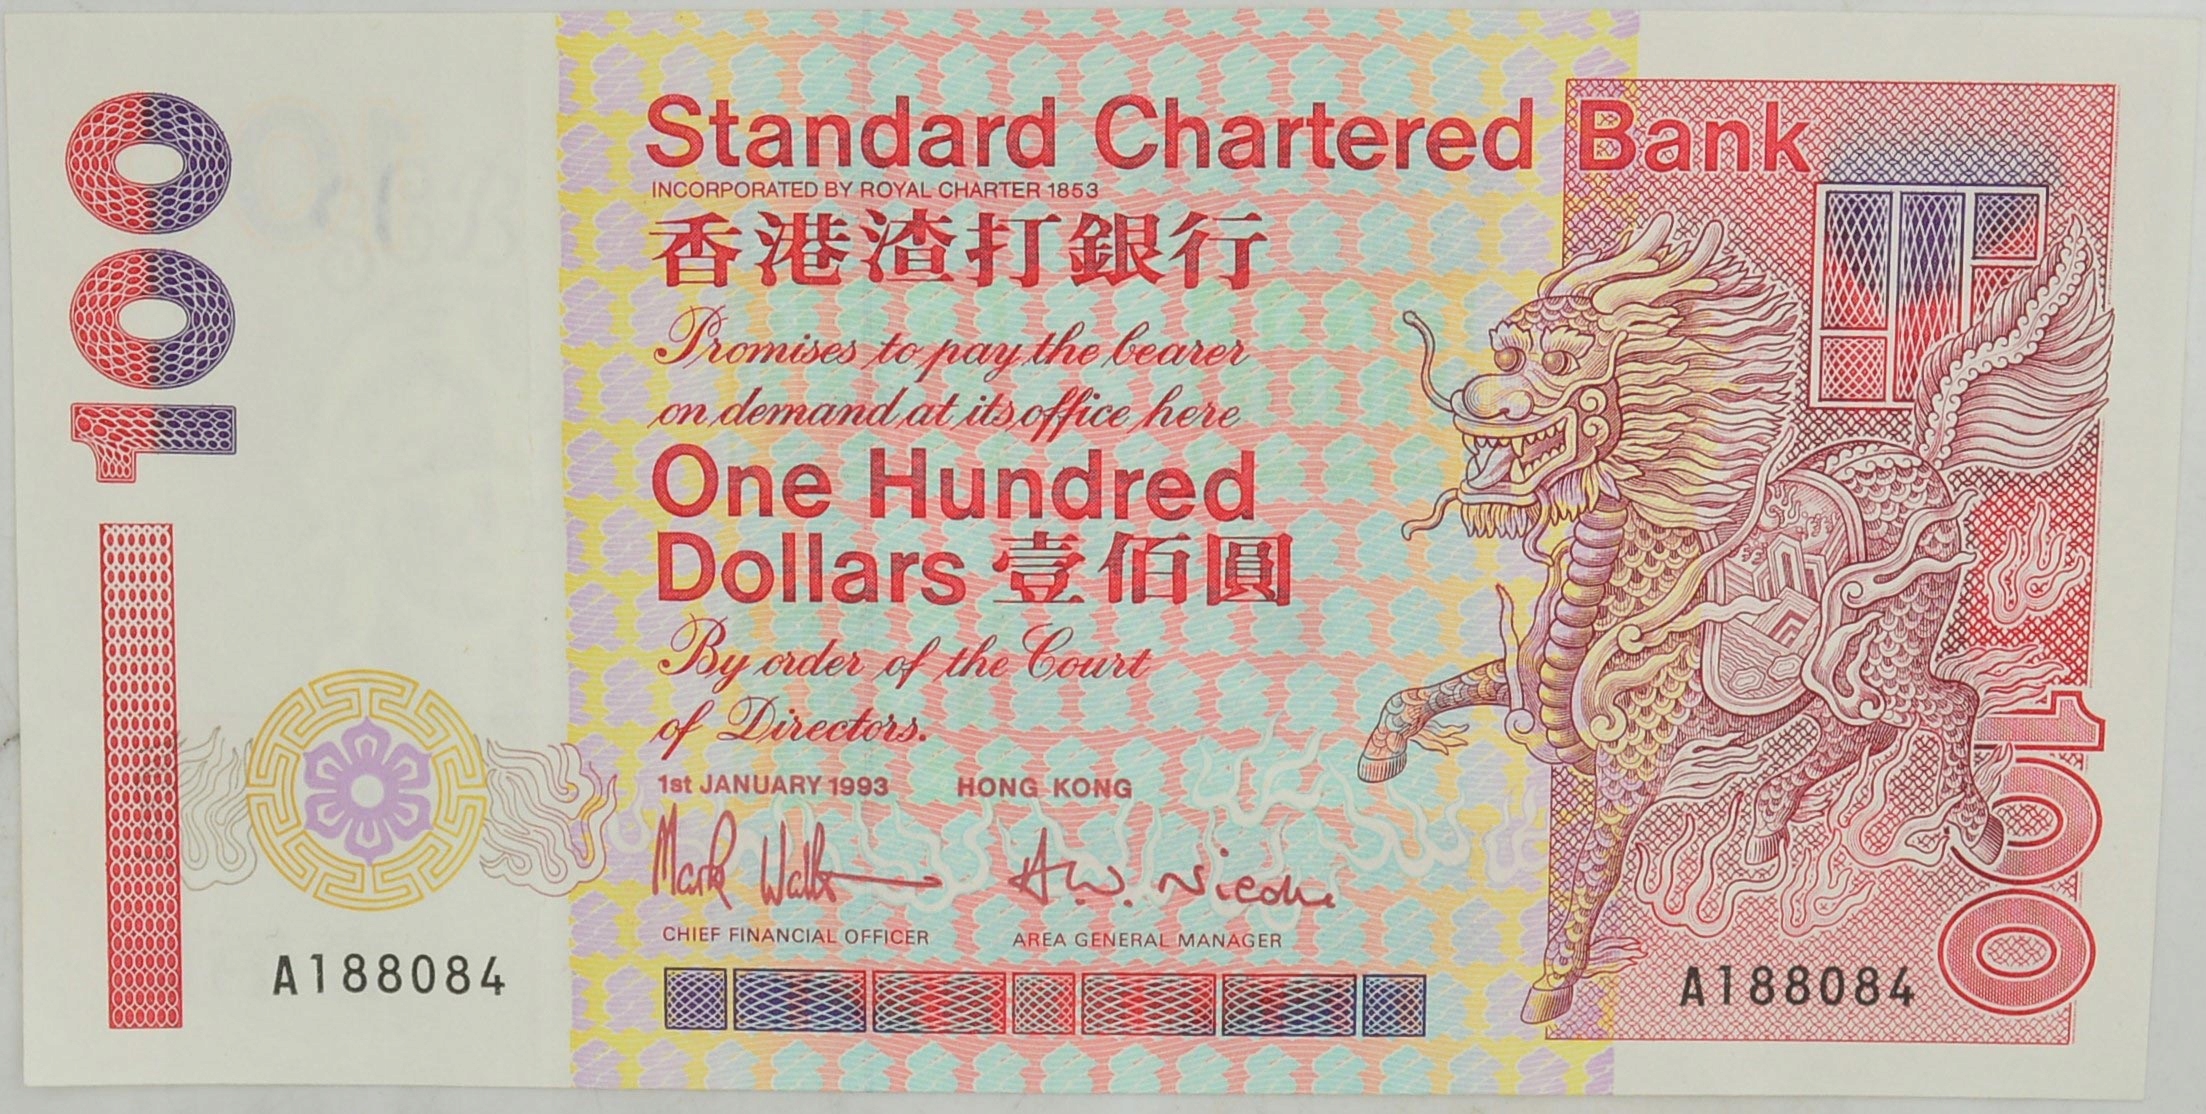 100
Standard Chartered Bank
INCORPORATED BY ROYAL CHARTER 1853
香港渣打銀行
Promises to pay the bearer
on demand at its office here
One Hundred
Dollars 壹佰圓
By order of the Court
of Directors.
1st JANUARY 1993 HONG KONG
CHIEF FINANCIAL OFFICER AREA GENERAL MANAGER
A188084
A188084
100